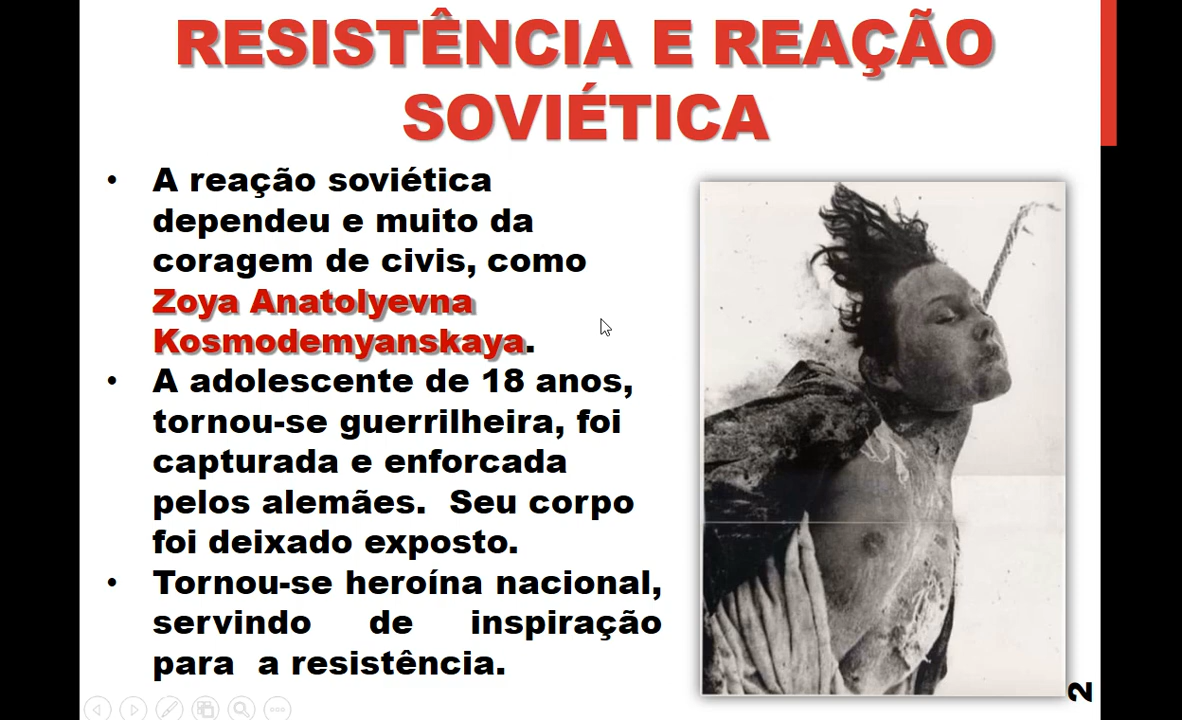 RESISTÊNCIA E REAÇÃO
SOVIÉTICA
• A reação soviética
dependeu e muito da
coragem de civis, como
Zoya Anatolyevna
Kosmodemyanskaya.
• A adolescente de 18 anos,
tornou-se guerrilheira, foi
capturada e enforcada
pelos alemães. Seu corpo
foi deixado exposto.
• Tornou-se heroína nacional,
servindo de inspiração
para a resistência.
2